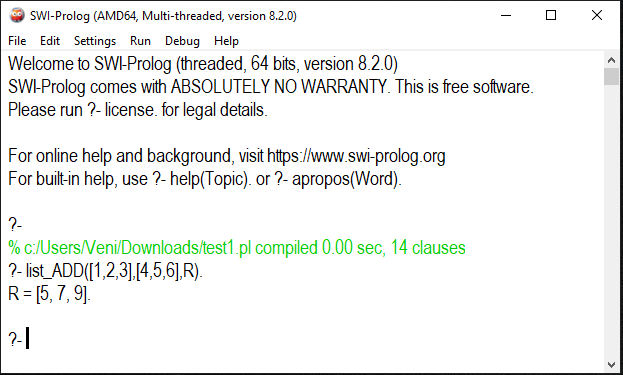 SWI-Prolog (AMD64, Multi-threaded, version 8.2.0)
File Edit Settings Run Debug Help
Welcome to SWI-Prolog (threaded, 64 bits, version 8.2.0)
SWI-Prolog comes with ABSOLUTELY NO WARRANTY. This is free software.
Please run ?- license. for legal details.
For online help and background, visit https://www.swi-prolog.org
For built-in help, use ?- help(Topic). or ?- apropos(Word).
?-
% c:/Users/Veni/Downloads/test1.pl compiled 0.00 sec, 14 clauses
?- list_ADD([1,2,3],[4,5,6],R).
R = [5, 7, 9].
?-